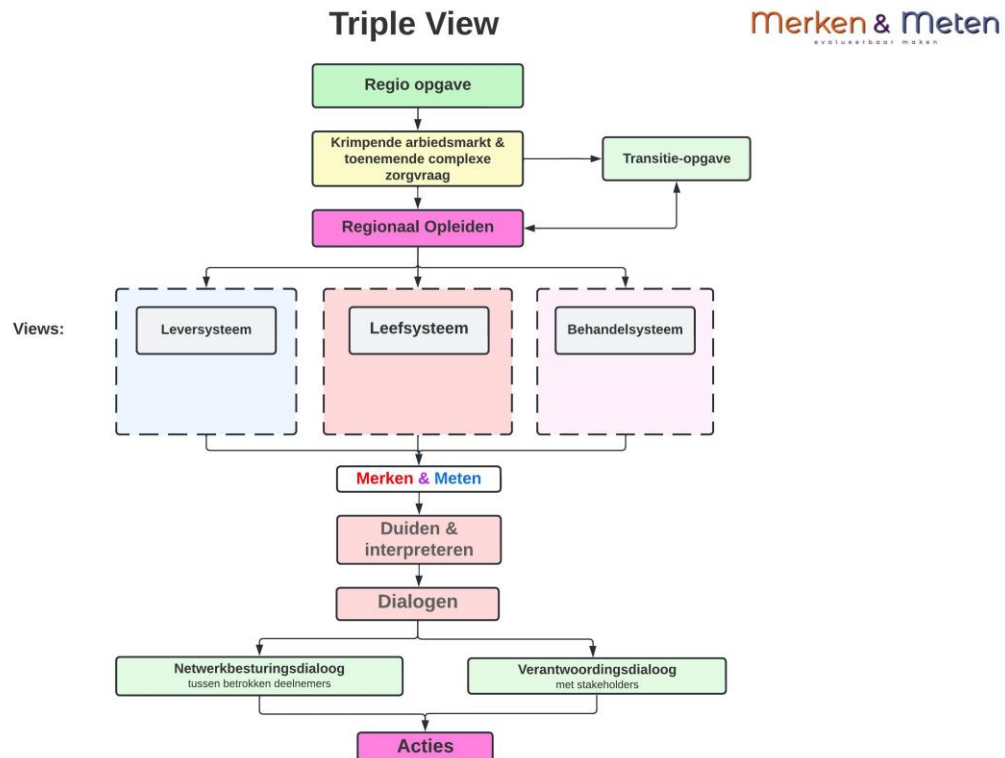 Triple View
Merken & Meten
evalueerbaar maken
Regio opgave
Krimpende arbiedsmarkt &
toenemende complexe
zorgvraag
Transitie-opgave
Regionaal Opleiden
Views:
Leversysteem
Leefsysteem
Behandelsysteem
Merken & Meten
Duiden &
interpreteren
Dialogen
Netwerkbesturingsdialoog
tussen betrokken deelnemers
Verantwoordingsdialoog
met stakeholders
Acties